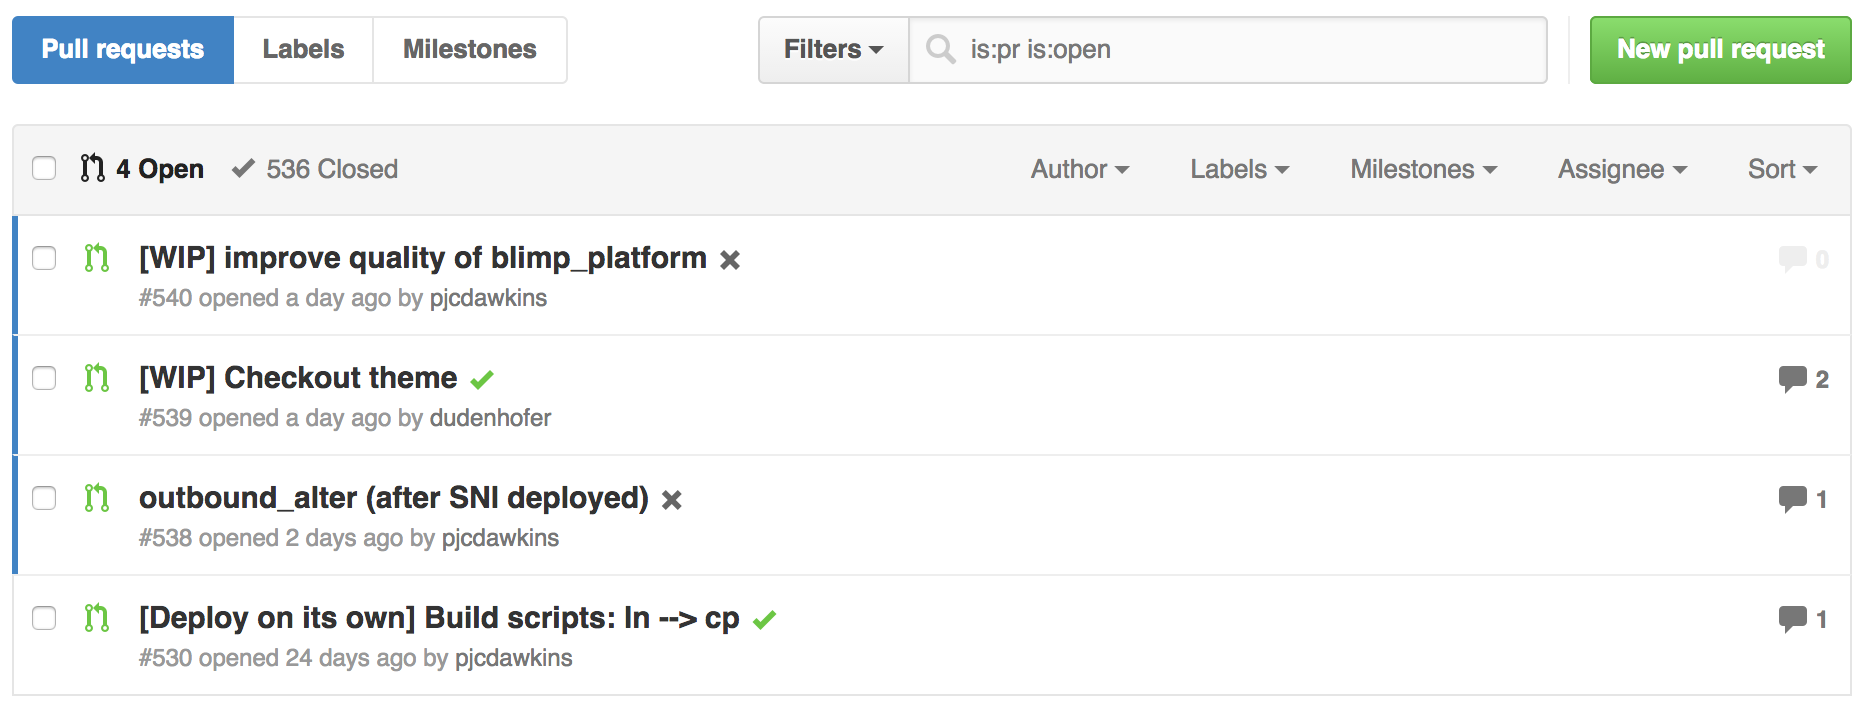 Pull requests Labels Milestones Filters is:pr is:open New pull request
4 Open 536 Closed Author Labels Milestones Assignee Sort
[WIP] improve quality of blimp_platform 0
#540 opened a day ago by pjcdawkins
[WIP] Checkout theme 2
#539 opened a day ago by dudenhofer
outbound_alter (after SNI deployed) 1
#538 opened 2 days ago by pjcdawkins
[Deploy on its own] Build scripts: ln --> cp 1
#530 opened 24 days ago by pjcdawkins